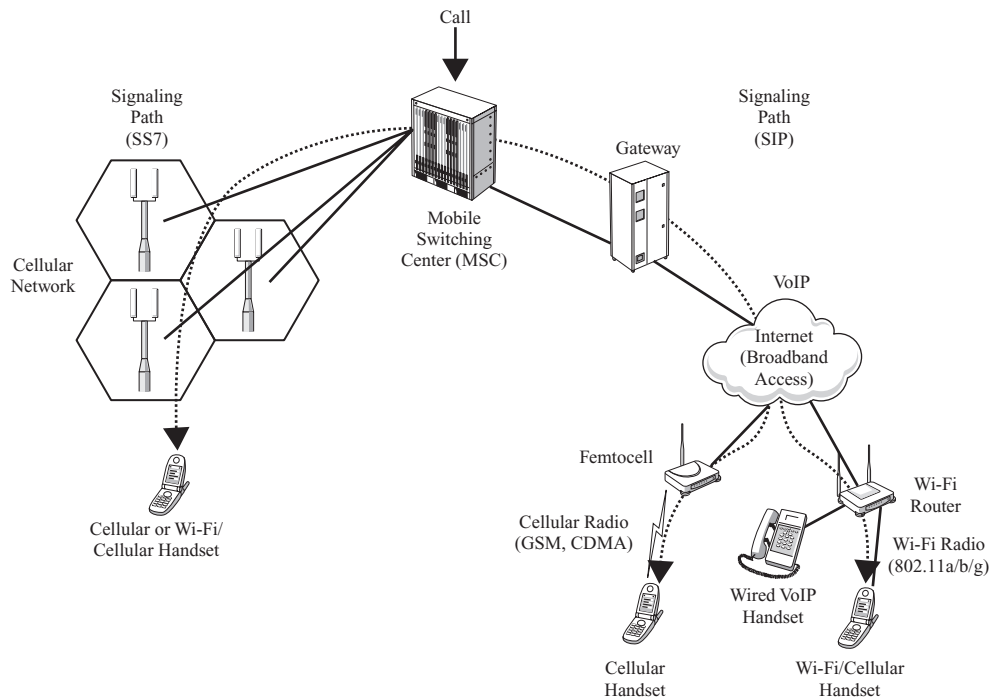 Call
Signaling
Path
(SS7)
Signaling
Path
(SIP)
Gateway
Mobile
Switching
Center (MSC)
Cellular
Network
VoIP
Internet
(Broadband
Access)
Femtocell
Wi-Fi
Router
Cellular or Wi-Fi/
Cellular Handset
Cellular Radio
(GSM, CDMA)
Wi-Fi Radio
(802.11a/b/g)
Wired VoIP
Handset
Cellular
Handset
Wi-Fi/Cellular
Handset